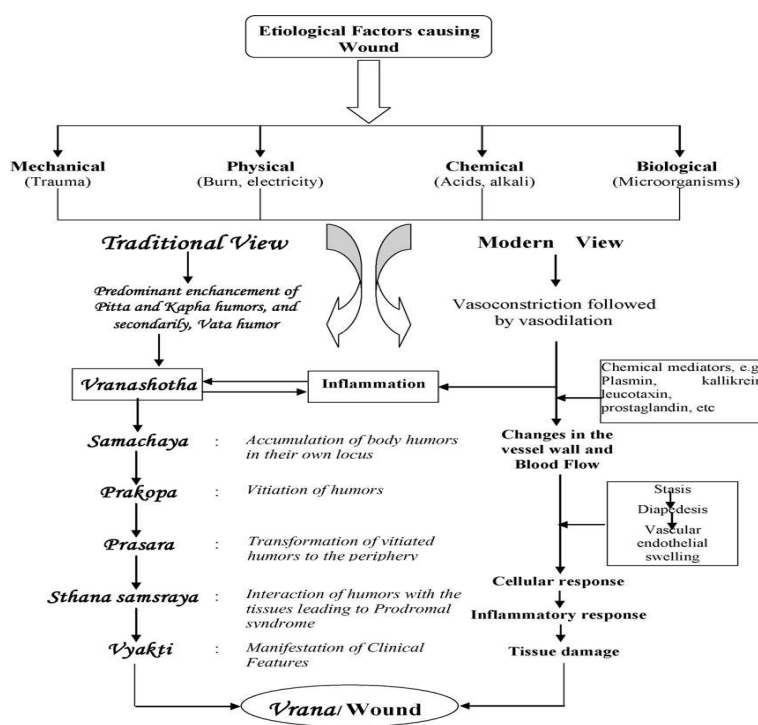 Etiological Factors causing
Wound
Mechanical
(Trauma)
Physical
(Burn, electricity)
Chemical
(Acids, alkali)
Biological
(Microorganisms)
Traditional View
Predominant enchancement of
Pitta and Kapha humors, and
secondarily, Vata humor
Vranashotha
Inflammation
Samachaya : Accumulation of body humors
in their own locus
Prakopa : Vitiation of humors
Prasara : Transformation of vitiated
humors to the periphery
Sthana samsraya : Interaction of humors with the
tissues leading to Prodromal
syndrome
Vyakti : Manifestation of Clinical
Features
Modern View
Vasoconstriction followed
by vasodilation
Chemical mediators, e.g
Plasmin, kallikrein
leucotaxin,
prostaglandin, etc
Changes in the
vessel wall and
Blood Flow
Stasis
Diapedesis
Vascular
endothelial
swelling
Cellular response
Inflammatory response
Tissue damage
Vrana/ Wound